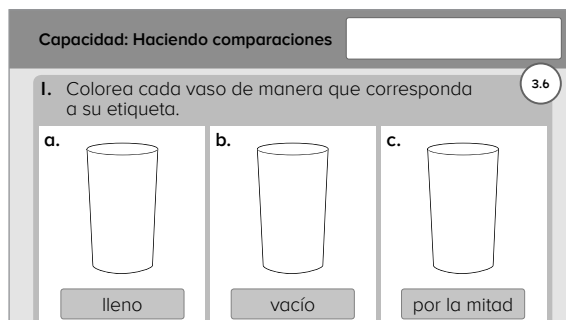 Capacidad: Haciendo comparaciones
3.6
I. Colorea cada vaso de manera que corresponda
a su etiqueta.
a. b. c.
lleno vacío por la mitad